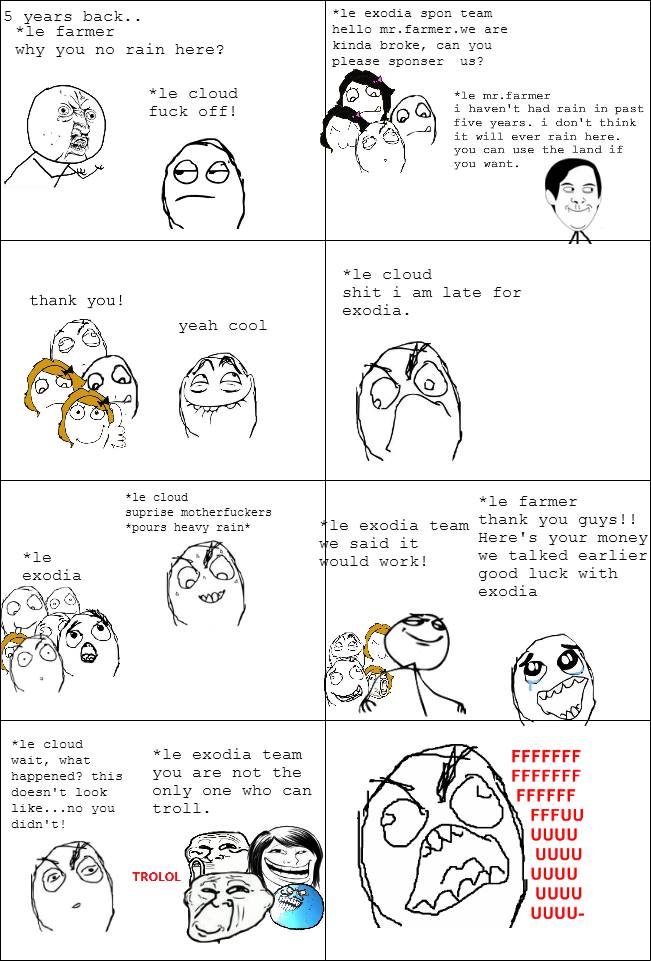 5 years back..
*le farmer
why you no rain here?
*le cloud
fuck off!
*le exodia spon team
hello mr.farmer.we are
kinda broke, can you
please sponser  us?
*le mr.farmer
i haven't had rain in past
five years. i don't think
it will ever rain here.
you can use the land if
you want.
thank you!
yeah cool
*le cloud
shit i am late for
exodia.
*le cloud
suprise motherfuckers
*pours heavy rain*
*le
exodia
*le exodia team
we said it
would work!
*le farmer
thank you guys!!
Here's your money
we talked earlier
good luck with
exodia
*le cloud
wait, what
happened? this
doesn't look
like...no you
didn't!
*le exodia team
you are not the
only one who can
troll.
TROLOL
FFFFFFF
FFFFFFF
FFFFFF
FFFUU
UUUU
UUUU
UUUU
UUUU
UUUU-